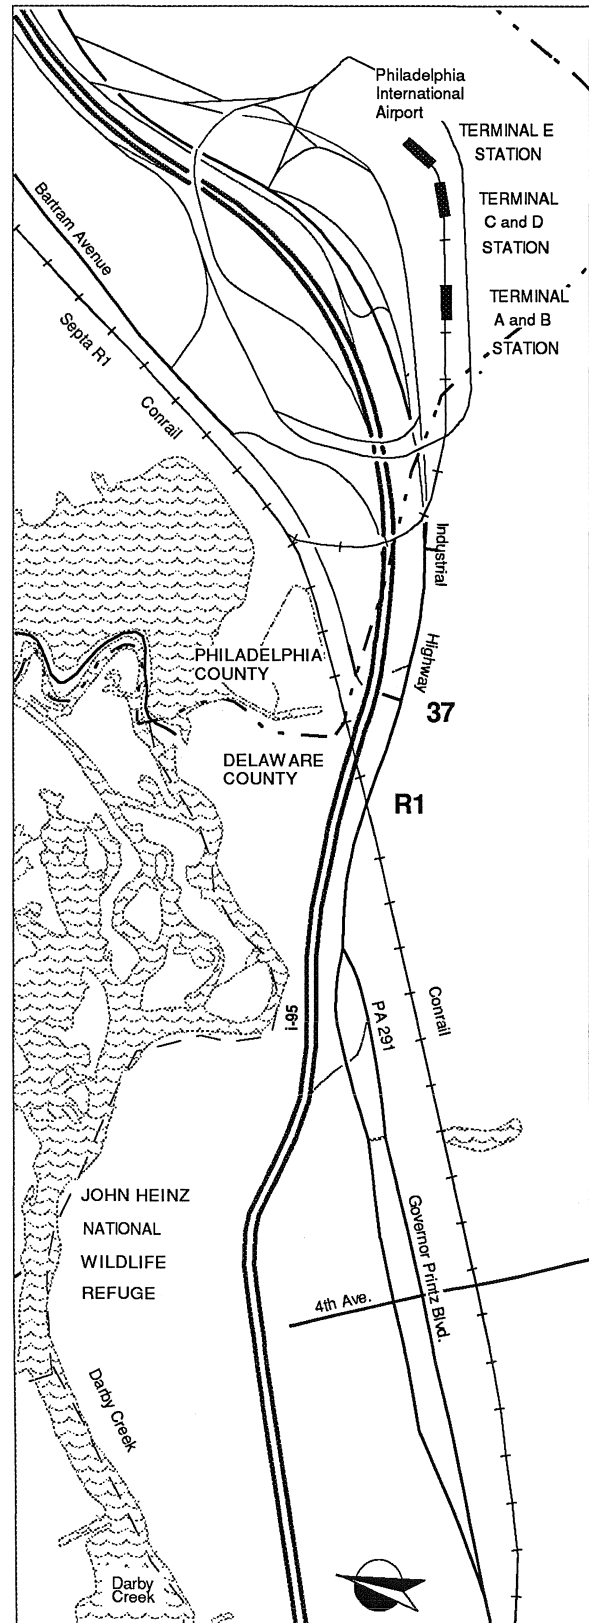 Philadelphia
International
Airport
TERMINAL E
STATION
TERMINAL
C and D
STATION
TERMINAL
A and B
STATION
Bartram Avenue
Septa R1
Conrail
Industrial
Highway
PHILADELPHIA
COUNTY
37
DELAWARE
COUNTY
R1
i-95
PA 291
Conrail
JOHN HEINZ
NATIONAL
WILDLIFE
REFUGE
Governor Printz Blvd.
4th Ave.
Darby Creek
Darby
Creek